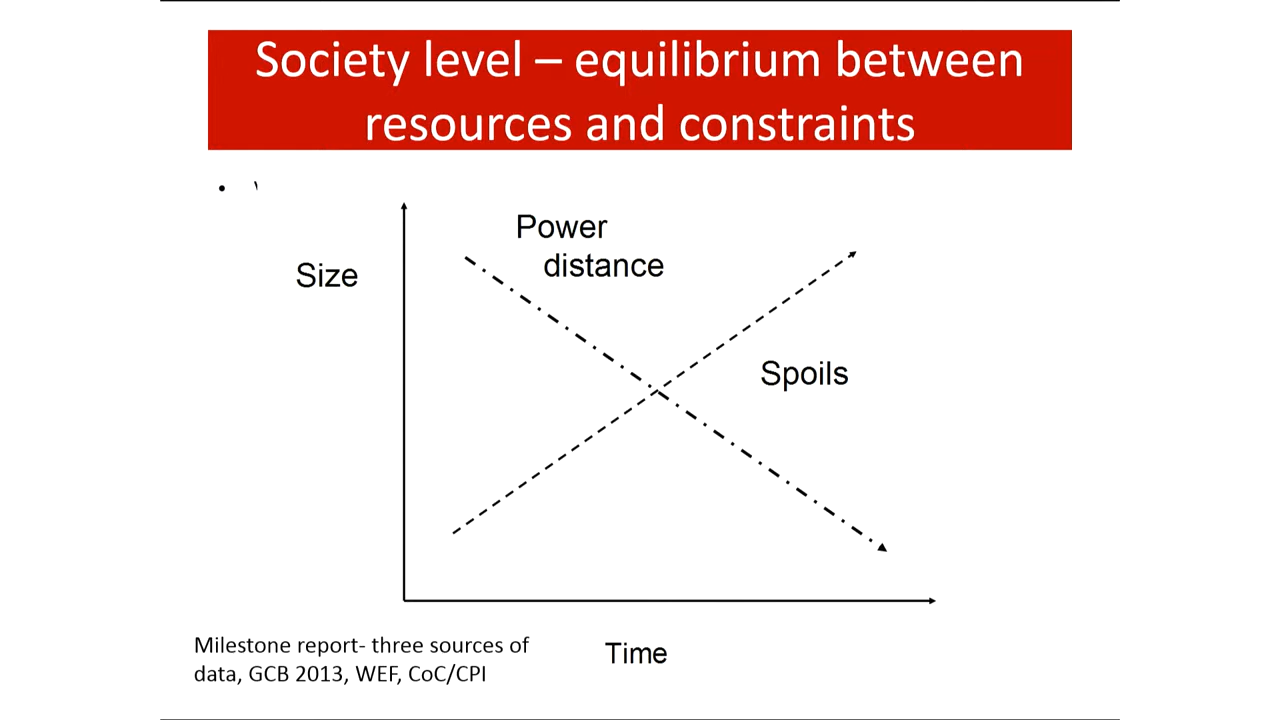 Society level – equilibrium between
resources and constraints
Power
distance
Size
Spoils
Time
Milestone report- three sources of
data, GCB 2013, WEF, CoC/CPI